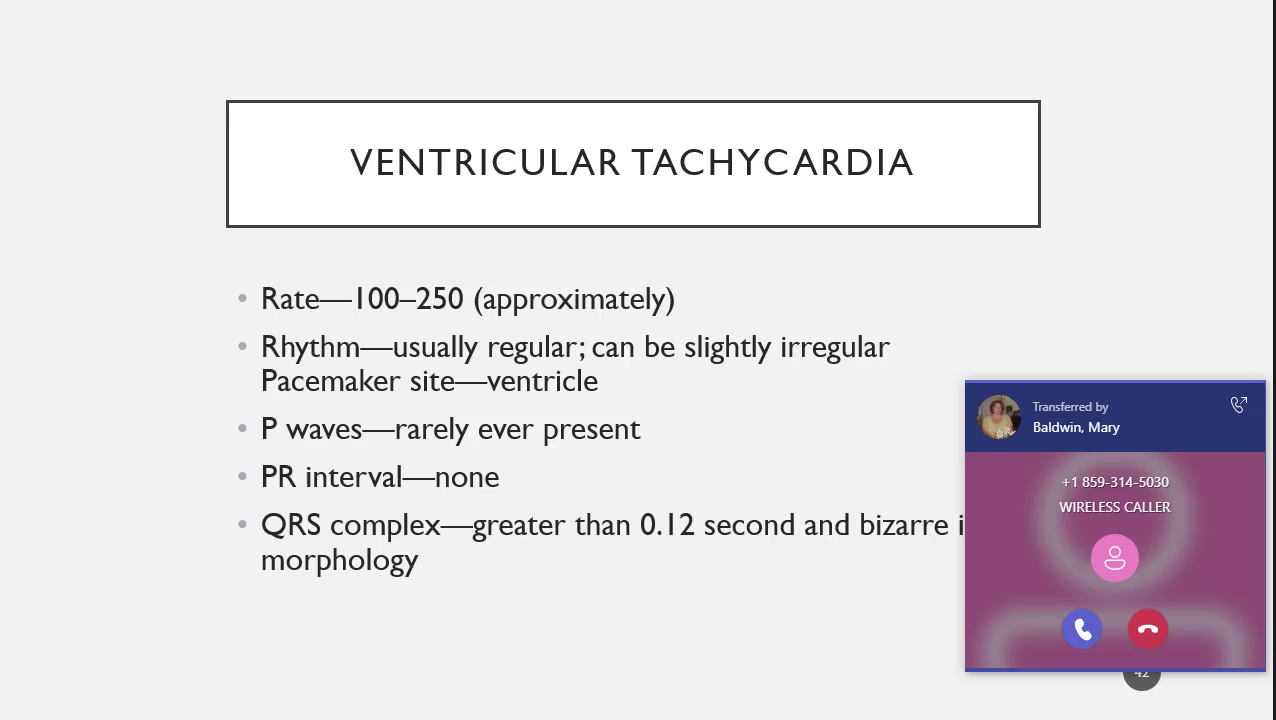 VENTRICULAR TACHYCARDIA
• Rate—100–250 (approximately)
• Rhythm—usually regular; can be slightly irregular
Pacemaker site—ventricle
• P waves—rarely ever present
• PR interval—none
• QRS complex—greater than 0.12 second and bizarre i
morphology
Transferred by
Baldwin, Mary
+1 859-314-5030
WIRELESS CALLER
42